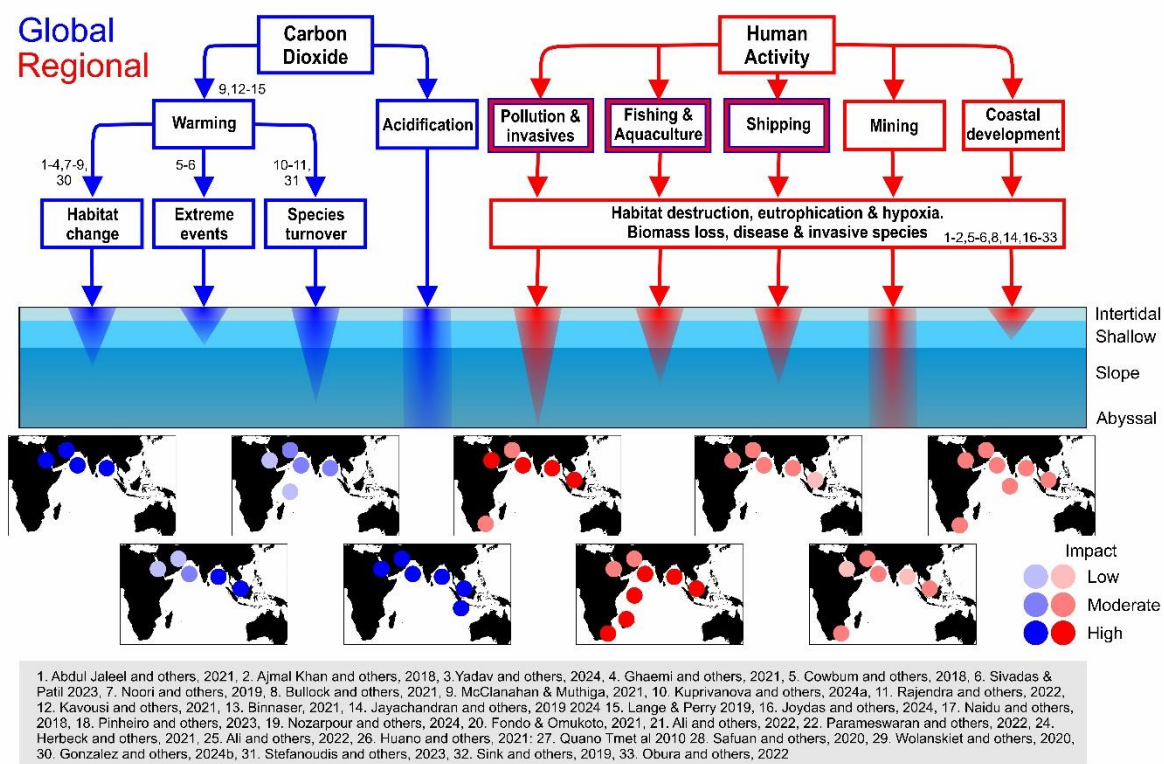 Global
Regional
Carbon
Dioxide
Human
Activity
9,12-15
Warming
Acidification
Pollution &
invasives
Fishing &
Aquaculture
Shipping
Mining
Coastal
development
1-4,7-9,
30
5-6
10-11,
31
Habitat
change
Extreme
events
Species
turnover
Habitat destruction, eutrophication & hypoxia.
Biomass loss, disease & invasive species
1-2,5-6,8,14,16-33
Intertidal
Shallow
Slope
Abyssal
Impact
Low
Moderate
High
1. Abdul Jaleel and others, 2021, 2. Ajmal Khan and others, 2018, 3.Yadav and others, 2024, 4. Ghaemi and others, 2021, 5. Cowbum and others, 2018, 6. Sivadas &
Patil 2023, 7. Noori and others, 2019, 8. Bullock and others, 2021, 9. McClanahan & Muthiga, 2021, 10. Kuprivanova and others, 2024a, 11. Rajendra and others, 2022,
12. Kavousi and others, 2021, 13. Binnaser, 2021, 14. Jayachandran and others, 2019 2024 15. Lange & Perry 2019, 16. Joydas and others, 2024, 17. Naidu and others,
2018, 18. Pinheiro and others, 2023, 19. Nozarpour and others, 2024, 20. Fondo & Omukoto, 2021, 21. Ali and others, 2022, 22. Parameswaran and others, 2022, 24.
Herbeck and others, 2021, 25. Ali and others, 2022, 26. Huano and others, 2021: 27. Quano Tmet al 2010 28. Safuan and others, 2020, 29. Wolanskiet and others, 2020,
30. Gonzalez and others, 2024b, 31. Stefanoudis and others, 2023, 32. Sink and others, 2019, 33. Obura and others, 2022